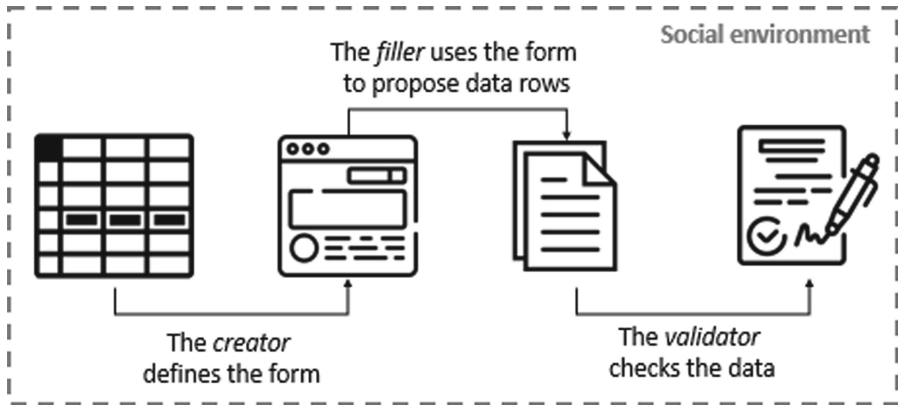 Social environment
The filler uses the form
to propose data rows
The creator
defines the form
The validator
checks the data